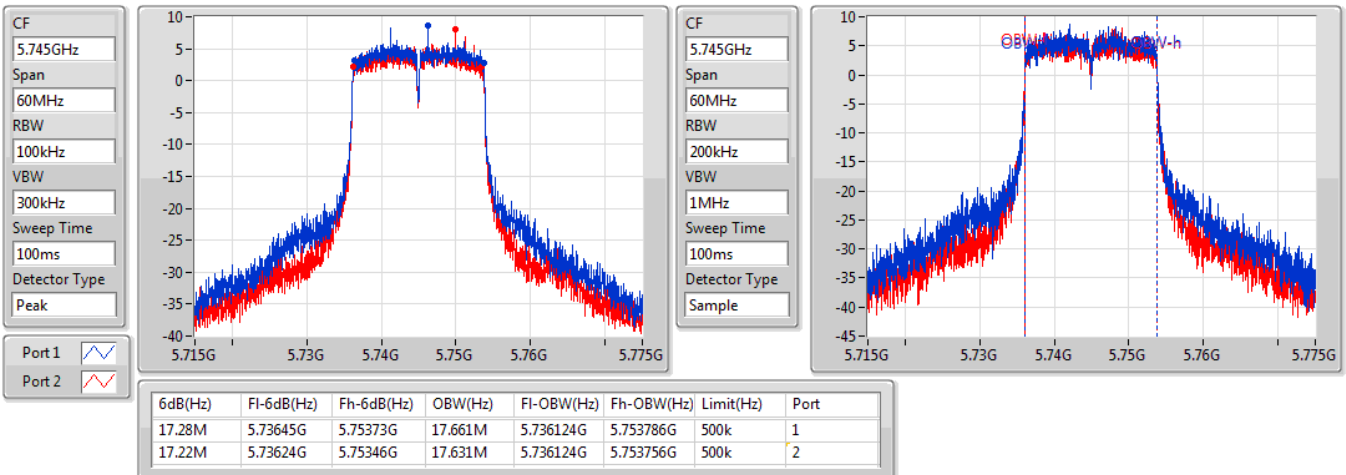 CF
5.745GHz
Span
60MHz
RBW
100kHz
VBW
300kHz
Sweep Time
100ms
Detector Type
Peak
Port 1
Port 2
10
5
0
-5
-10
-15
-20
-25
-30
-35
-40
5.715G 5.73G 5.74G 5.75G 5.76G 5.775G
CF
5.745GHz
Span
60MHz
RBW
200kHz
VBW
1MHz
Sweep Time
100ms
Detector Type
Sample
10
5
0
-5
-10
-15
-20
-25
-30
-35
-40
-45
OBW-h
5.715G 5.73G 5.74G 5.75G 5.76G 5.775G
6dB(Hz) Fl-6dB(Hz) Fh-6dB(Hz) OBW(Hz) Fl-OBW(Hz) Fh-OBW(Hz) Limit(Hz) Port
17.28M 5.73645G 5.75373G 17.661M 5.736124G 5.753786G 500k 1
17.22M 5.73624G 5.75346G 17.631M 5.736124G 5.753756G 500k 2